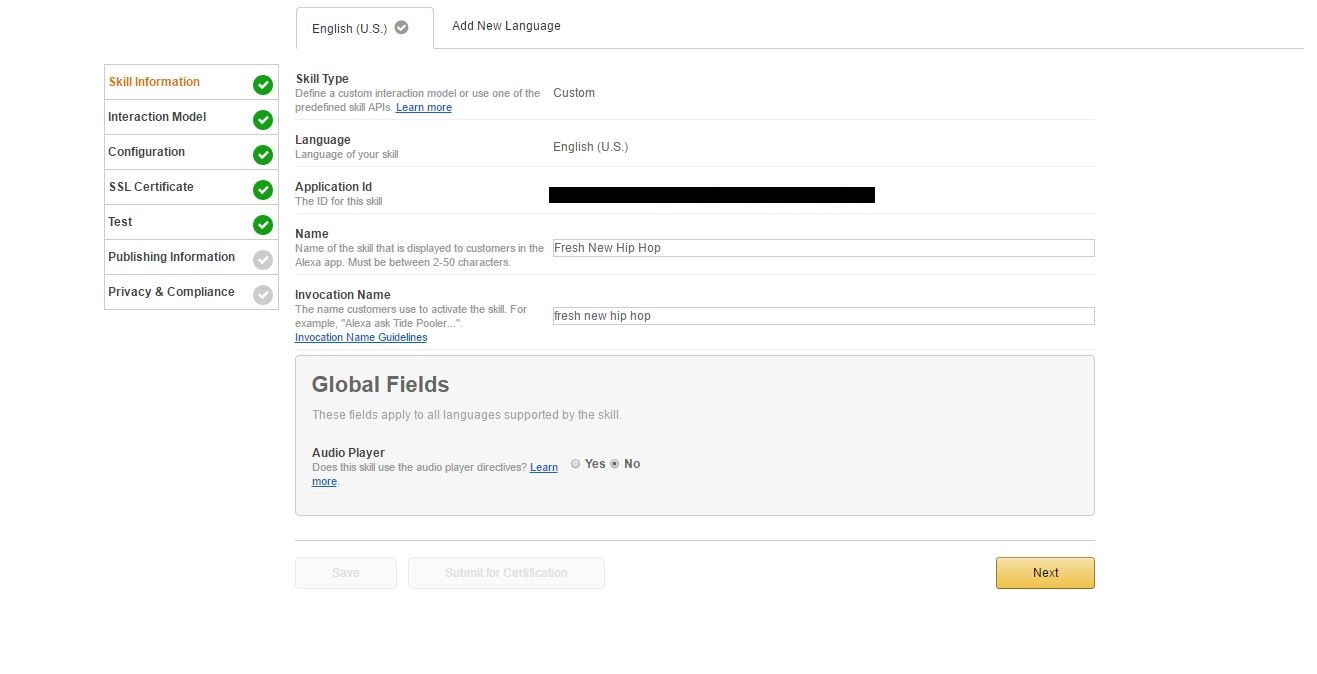 English (U.S.)
Add New Language
Skill Information
Interaction Model
Configuration
SSL Certificate
Test
Publishing Information
Privacy & Compliance
Skill Type
Define a custom interaction model or use one of the
predefined skill APIs. Learn more
Custom
Language
Language of your skill
English (U.S.)
Application Id
The ID for this skill
Name
Name of the skill that is displayed to customers in the
Alexa app. Must be between 2-50 characters.
Fresh New Hip Hop
Invocation Name
The name customers use to activate the skill. For
example, "Alexa ask Tide Pooler...".
Invocation Name Guidelines
fresh new hip hop
Global Fields
These fields apply to all languages supported by the skill.
Audio Player
Does this skill use the audio player directives? Learn
more.
Yes No
Save
Submit for Certification
Next